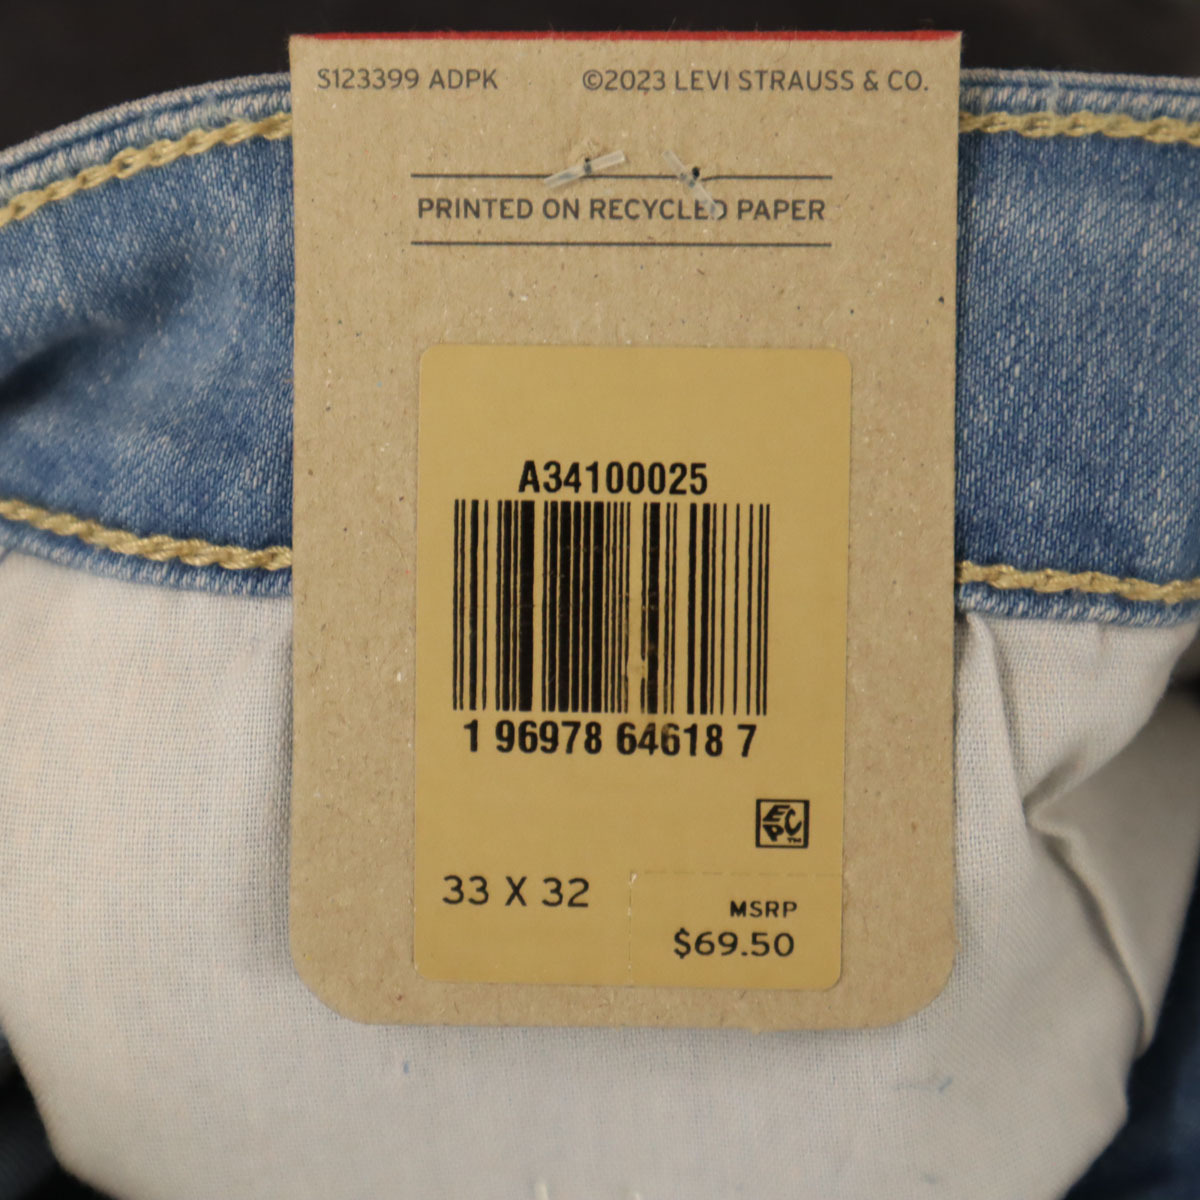 S123399 ADPK ©2023 LEVI STRAUSS & CO.
PRINTED ON RECYCLED PAPER
A34100025
1 96978 64618 7
EPC™
33 X 32
MSRP
$69.50